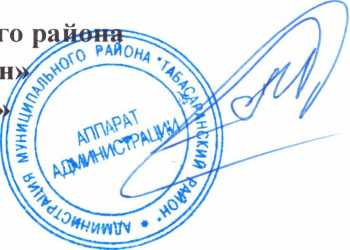 го района
н»
»
АДМИНИСТРАЦИЯ МУНИЦИПАЛЬНОГО РАЙОНА "ТАБАСАРАНСКИЙ РАЙОН"
АППАРАТ
АДМИНИСТРАЦИИ